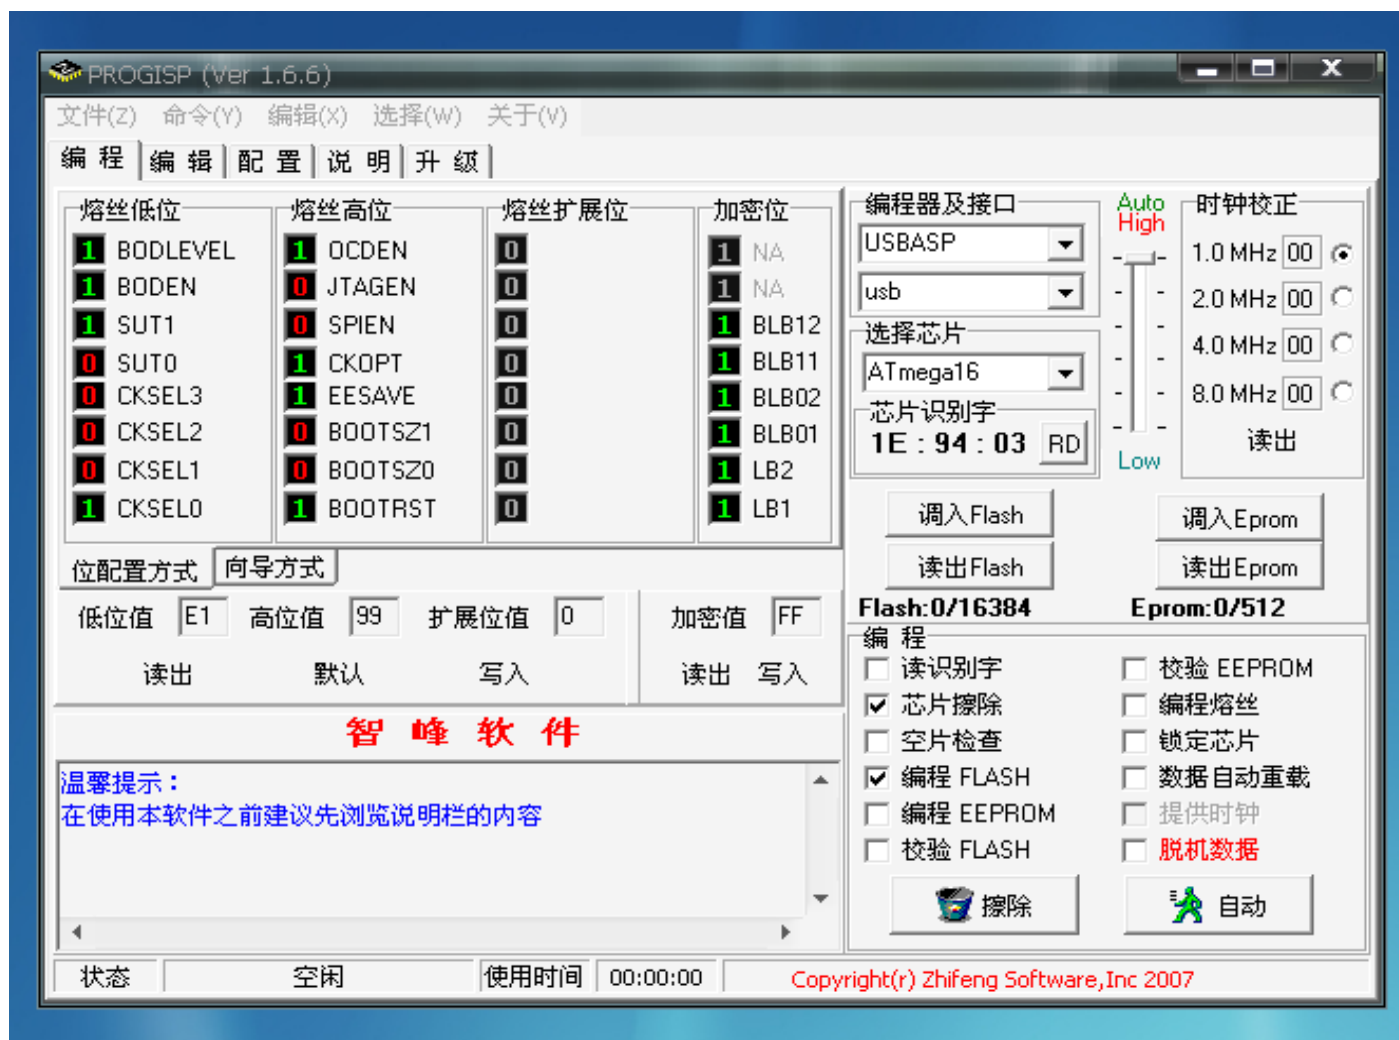 PROGISP (Ver 1.6.6)
文件(Z) 命令(Y) 编辑(X) 选择(W) 关于(V)
编 程 编 辑 配 置 说 明 升 级
熔丝低位
1 BODLEVEL
1 BODEN
1 SUT1
0 SUT0
0 CKSEL3
0 CKSEL2
0 CKSEL1
1 CKSEL0
熔丝高位
1 OCDEN
0 JTAGEN
0 SPIEN
1 CKOPT
1 EESAVE
0 BOOTSZ1
0 BOOTSZ0
1 BOOTRST
熔丝扩展位
0
0
0
0
0
0
0
0
加密位
1 NA
1 NA
1 BLB12
1 BLB11
1 BLB02
1 BLB01
1 LB2
1 LB1
位配置方式 向导方式
低位值 E1 高位值 99 扩展位值 0 加密值 FF
读出 默认 写入 读出 写入
智 峰 软 件
温馨提示：
在使用本软件之前建议先浏览说明栏的内容
编程器及接口
USBASP
usb
选择芯片
ATmega16
芯片识别字
1E : 94 : 03 RD
Auto
High
Low
时钟校正
1.0 MHz 00
2.0 MHz 00
4.0 MHz 00
8.0 MHz 00
读出
调入Flash 调入Eprom
读出Flash 读出Eprom
Flash:0/16384 Eprom:0/512
编 程
读识别字 校验 EEPROM
芯片擦除 编程熔丝
空片检查 锁定芯片
编程 FLASH 数据自动重载
编程 EEPROM 提供时钟
校验 FLASH 脱机数据
擦除 自动
状态 空闲 使用时间 00:00:00 Copyright(r) Zhifeng Software,Inc 2007